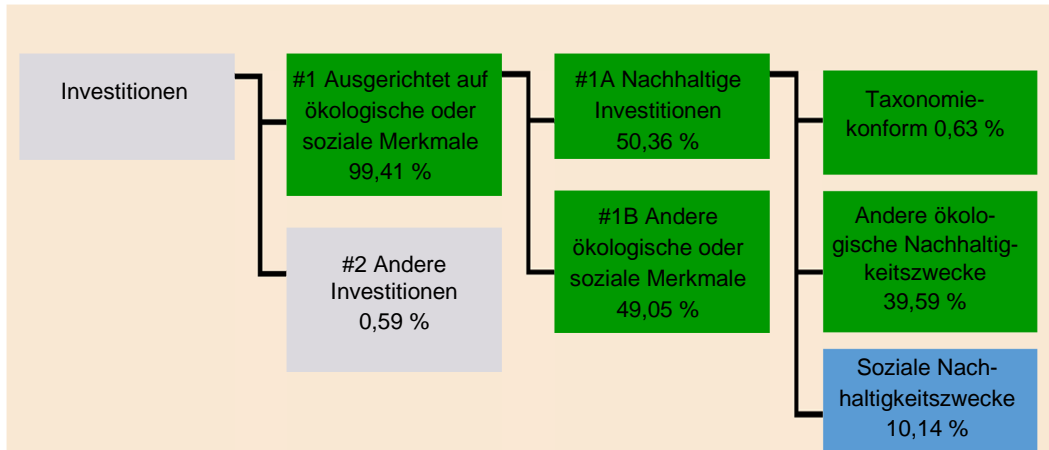 Investitionen
#1 Ausgerichtet auf
ökologische oder
soziale Merkmale
99,41 %
#2 Andere
Investitionen
0,59 %
#1A Nachhaltige
Investitionen
50,36 %
#1B Andere
ökologische oder
soziale Merkmale
49,05 %
Taxonomie-
konform 0,63 %
Andere ökolo-
gische Nachhaltig-
keitszwecke
39,59 %
Soziale Nach-
haltigkeitszwecke
10,14 %